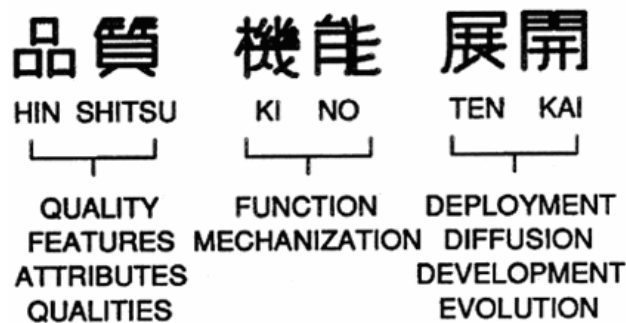 品質 機能 展開
HIN SHITSU KI NO TEN KAI
QUALITY FUNCTION DEPLOYMENT
FEATURES MECHANIZATION DIFFUSION
ATTRIBUTES DEVELOPMENT
QUALITIES EVOLUTION